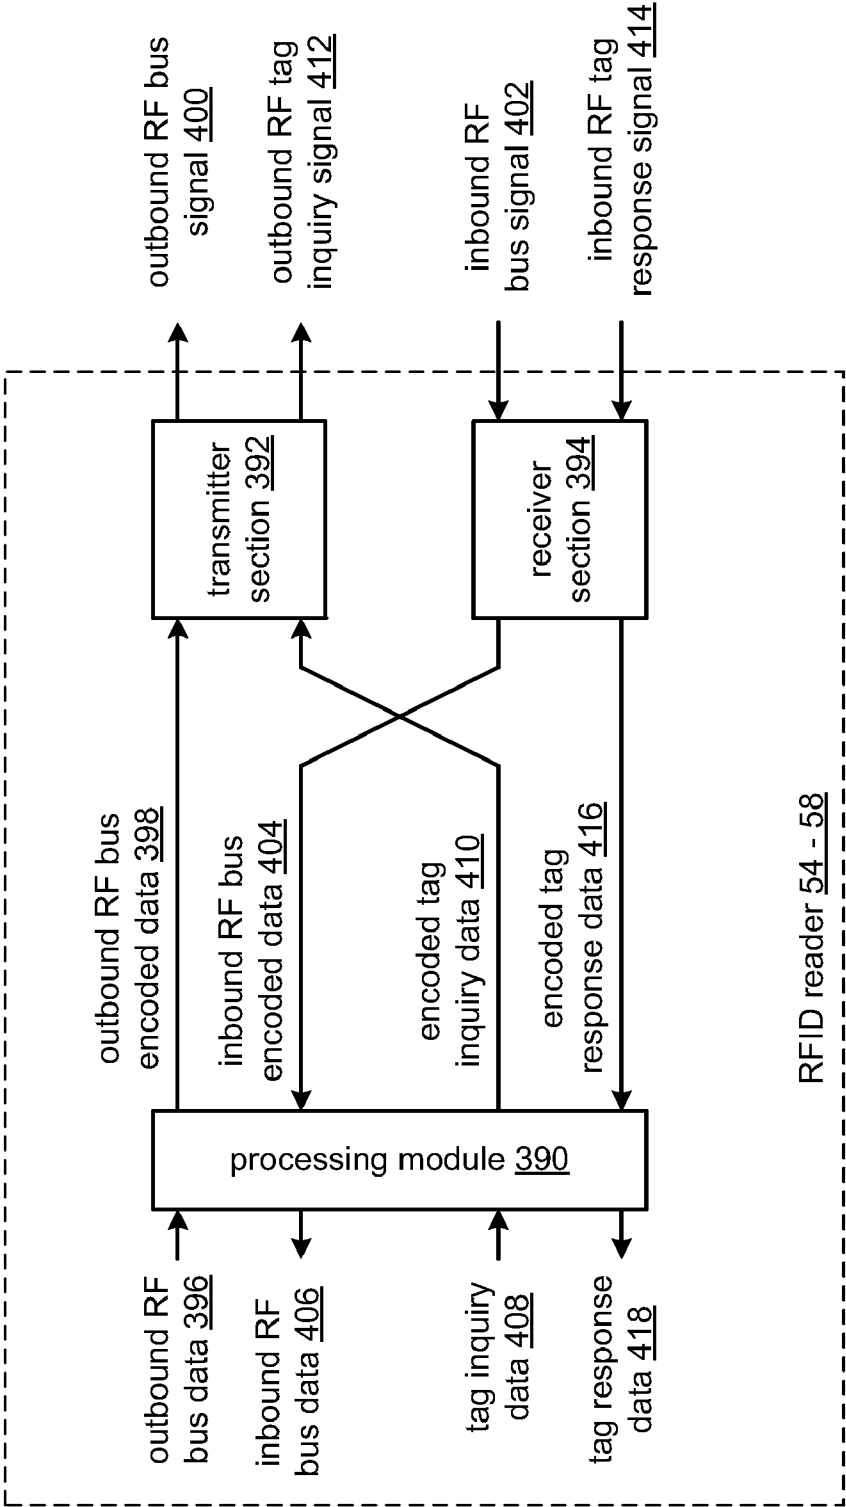 outbound RF bus
signal 400
outbound RF tag
inquiry signal 412
inbound RF
bus signal 402
inbound RF tag
response signal 414
transmitter
section 392
receiver
section 394
outbound RF bus
encoded data 398
inbound RF bus
encoded data 404
encoded tag
inquiry data 410
encoded tag
response data 416
processing module 390
outbound RF
bus data 396
inbound RF
bus data 406
tag inquiry
data 408
tag response
data 418
RFID reader 54 - 58